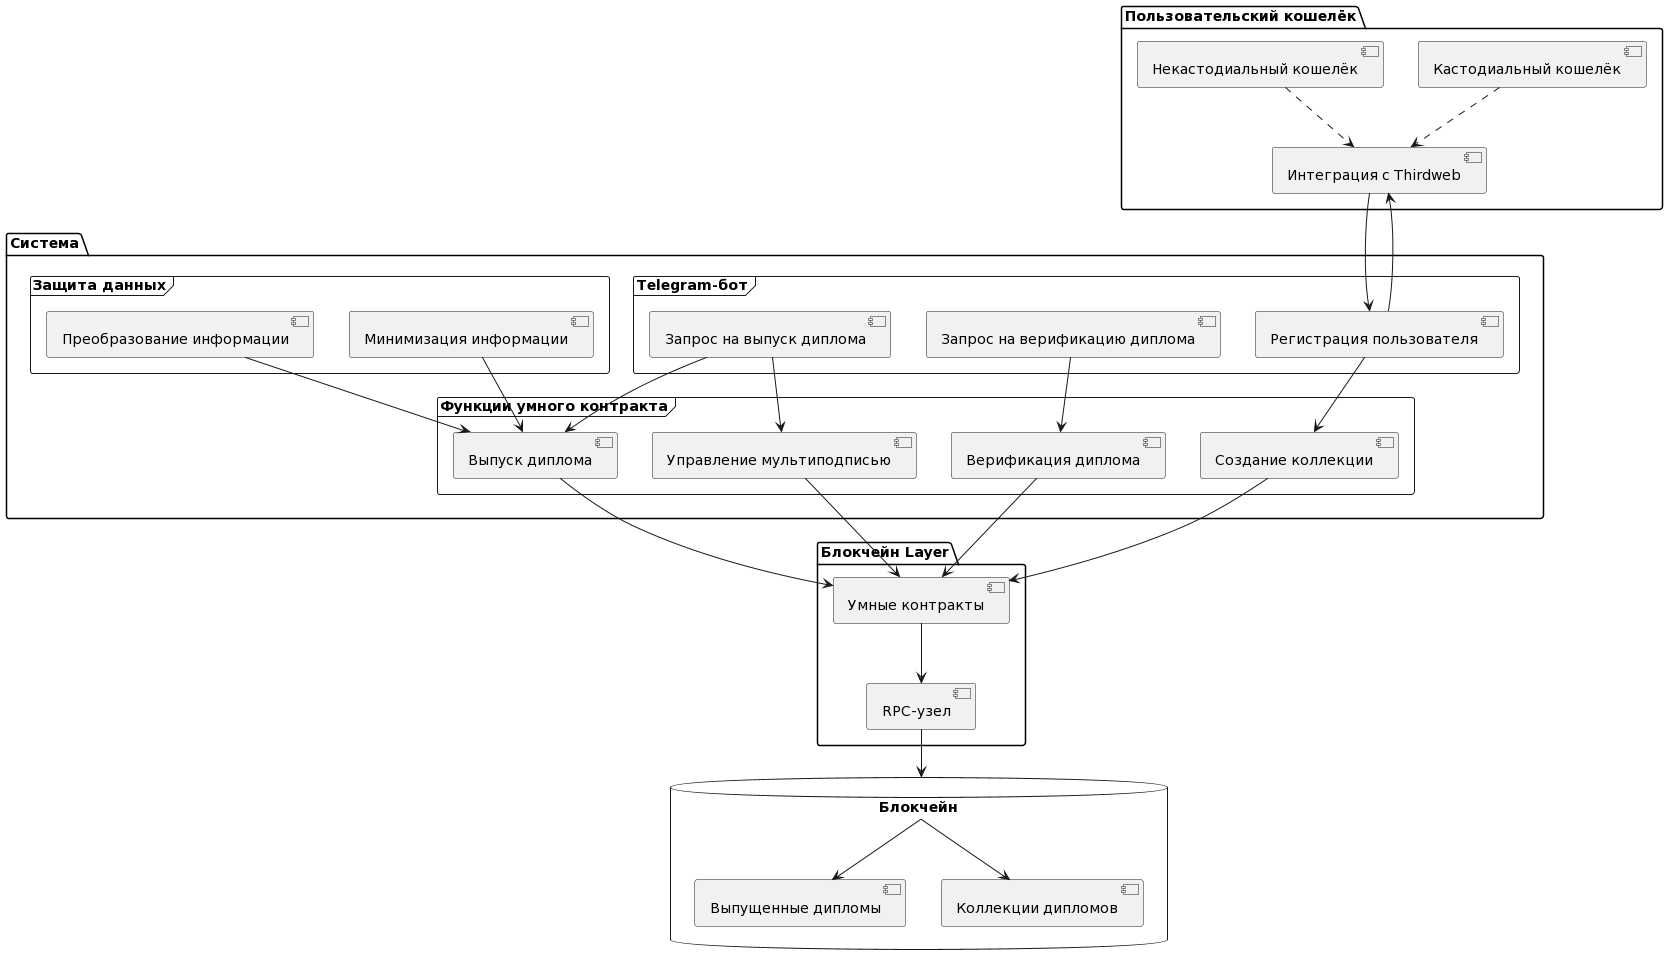 Пользовательский кошелёк
Некастодиальный кошелёк
Кастодиальный кошелёк
Интеграция с Thirdweb
Система
Защита данных
Telegram-бот
Преобразование информации
Минимизация информации
Запрос на выпуск диплома
Запрос на верификацию диплома
Регистрация пользователя
Функции умного контракта
Выпуск диплома
Управление мультиподписью
Верификация диплома
Создание коллекции
Блокчейн Layer
Умные контракты
RPC-узел
Блокчейн
Выпущенные дипломы
Коллекции дипломов